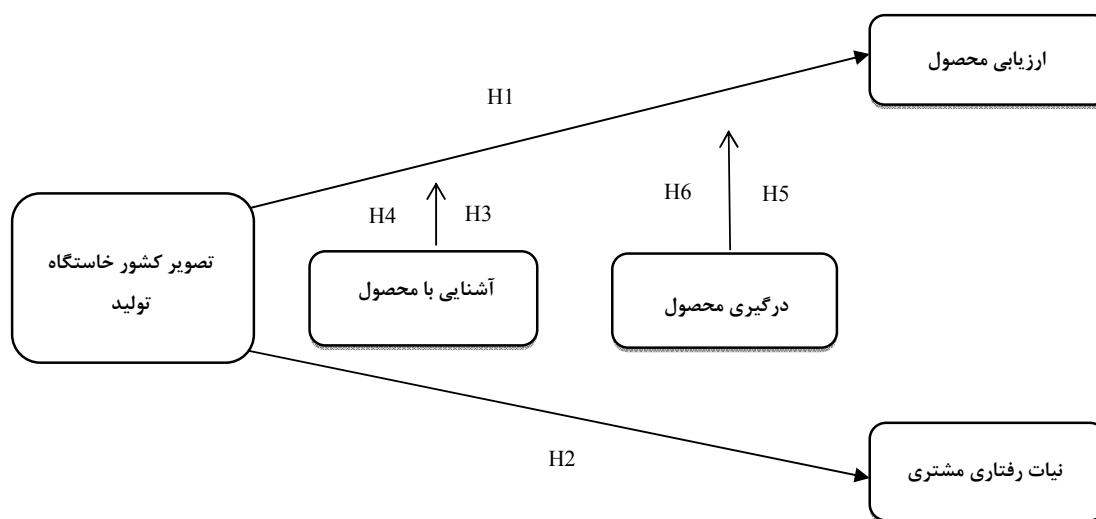 ارزیابی محصول
H1
H6
H5
H4
H3
تصویر کشور خاستگاه
تولید
آشنایی با محصول
درگیری محصول
H2
نیات رفتاری مشتری